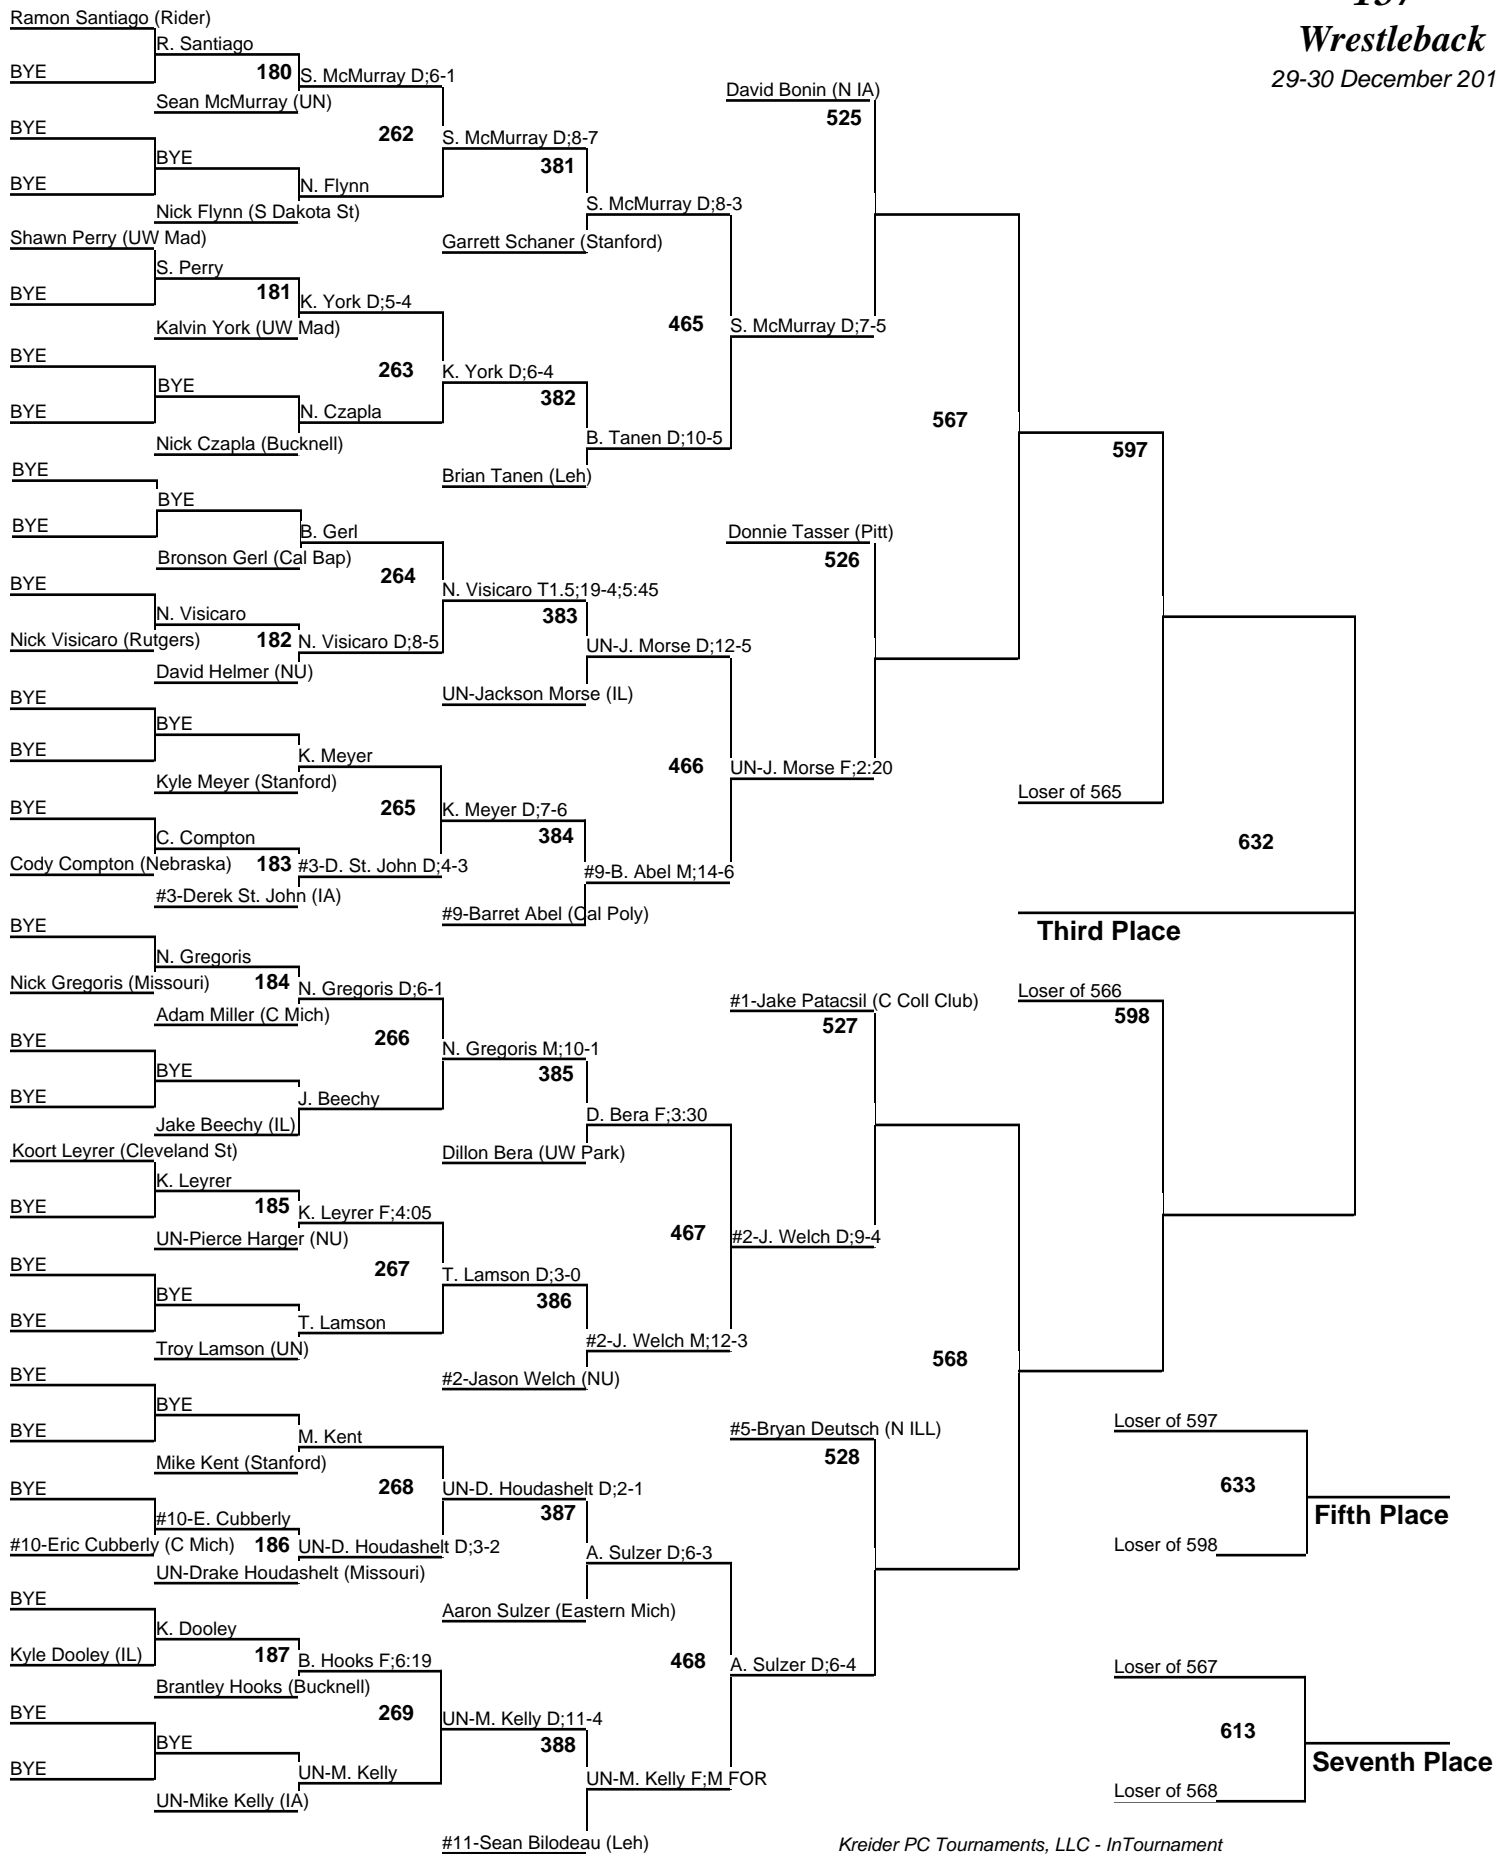 Wrestleback
29-30 December 201
Ramon Santiago (Rider)
R. Santiago
BYE
180
S. McMurray D;6-1
Sean McMurray (UN)
BYE
262
S. McMurray D;8-7
BYE
381
BYE
N. Flynn
Nick Flynn (S Dakota St)
S. McMurray D;8-3
Garrett Schaner (Stanford)
Shawn Perry (UW Mad)
S. Perry
BYE
181
K. York D;5-4
Kalvin York (UW Mad)
465
S. McMurray D;7-5
BYE
263
K. York D;6-4
BYE
382
BYE
N. Czapla
Nick Czapla (Bucknell)
B. Tanen D;10-5
Brian Tanen (Leh)
David Bonin (N IA)
525
567
597
BYE
BYE
BYE
B. Gerl
Bronson Gerl (Cal Bap)
264
N. Visicaro T1.5;19-4;5:45
BYE
383
N. Visicaro
Nick Visicaro (Rutgers)
182
N. Visicaro D;8-5
David Helmer (NU)
UN-J. Morse D;12-5
UN-Jackson Morse (IL)
Donnie Tasser (Pitt)
526
BYE
BYE
BYE
K. Meyer
Kyle Meyer (Stanford)
466
UN-J. Morse F;2:20
BYE
265
K. Meyer D;7-6
384
C. Compton
Cody Compton (Nebraska)
183
#3-D. St. John D;4-3
#3-Derek St. John (IA)
#9-B. Abel M;14-6
#9-Barret Abel (Cal Poly)
Loser of 565
632
Third Place
BYE
N. Gregoris
Nick Gregoris (Missouri)
184
N. Gregoris D;6-1
Adam Miller (C Mich)
266
N. Gregoris M;10-1
BYE
385
BYE
BYE
J. Beechy
Jake Beechy (IL)
D. Bera F;3:30
Dillon Bera (UW Park)
#1-Jake Patacsil (C Coll Club)
527
Loser of 566
598
Koort Leyrer (Cleveland St)
K. Leyrer
BYE
185
K. Leyrer F;4:05
UN-Pierce Harger (NU)
467
#2-J. Welch D;9-4
BYE
267
T. Lamson D;3-0
BYE
386
BYE
T. Lamson
Troy Lamson (UN)
#2-J. Welch M;12-3
#2-Jason Welch (NU)
568
BYE
BYE
BYE
M. Kent
Mike Kent (Stanford)
#5-Bryan Deutsch (N ILL)
528
BYE
268
UN-D. Houdashelt D;2-1
387
#10-E. Cubberly
#10-Eric Cubberly (C Mich)
186
UN-D. Houdashelt D;3-2
UN-Drake Houdashelt (Missouri)
A. Sulzer D;6-3
Aaron Sulzer (Eastern Mich)
Loser of 597
633
Fifth Place
Loser of 598
BYE
K. Dooley
Kyle Dooley (IL)
187
B. Hooks F;6:19
Brantley Hooks (Bucknell)
468
A. Sulzer D;6-4
BYE
269
UN-M. Kelly D;11-4
BYE
388
BYE
UN-M. Kelly
UN-Mike Kelly (IA)
UN-M. Kelly F;M FOR
#11-Sean Bilodeau (Leh)
Loser of 567
613
Seventh Place
Loser of 568
Kreider PC Tournaments, LLC - InTournament